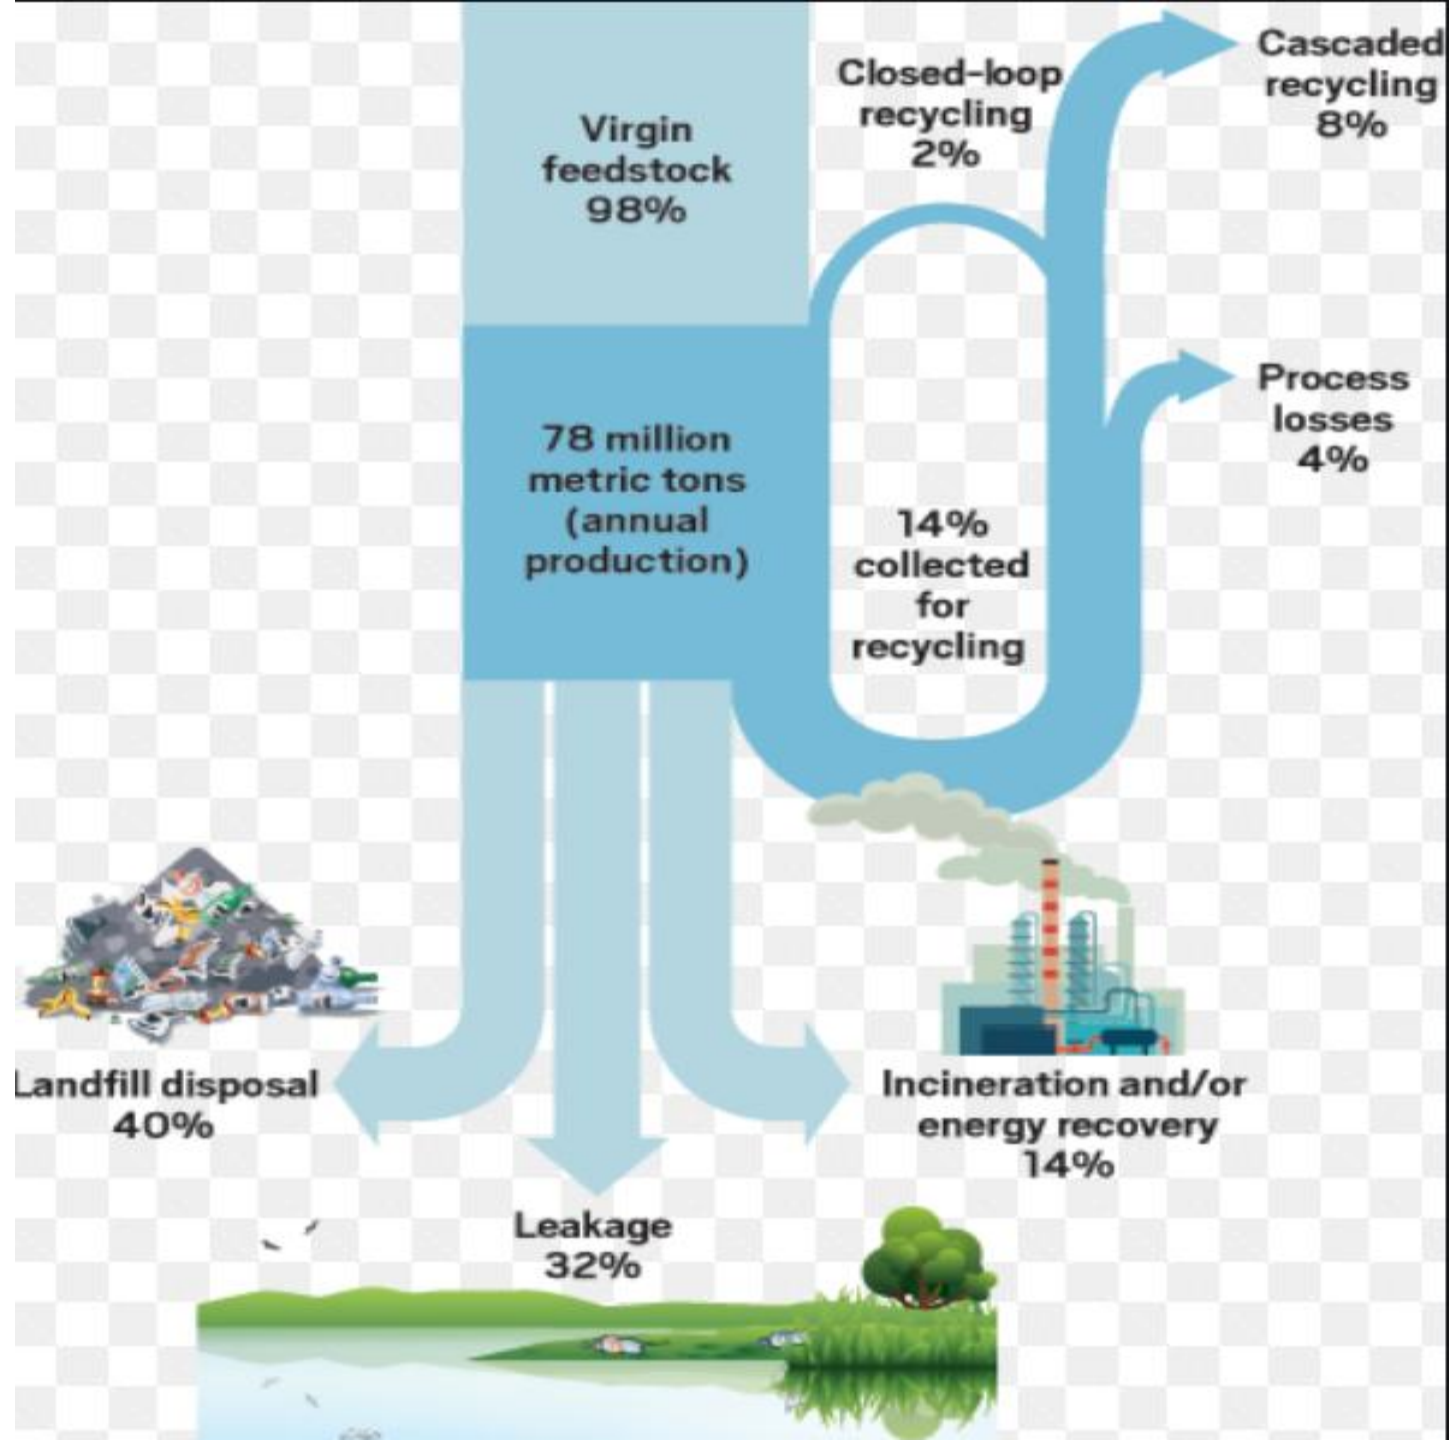 Virgin
feedstock
98%
Closed-loop
recycling
2%
Cascaded
recycling
8%
Process
losses
4%
78 million
metric tons
(annual
production)
14%
collected
for
recycling
Landfill disposal
40%
Leakage
32%
Incineration and/or
energy recovery
14%